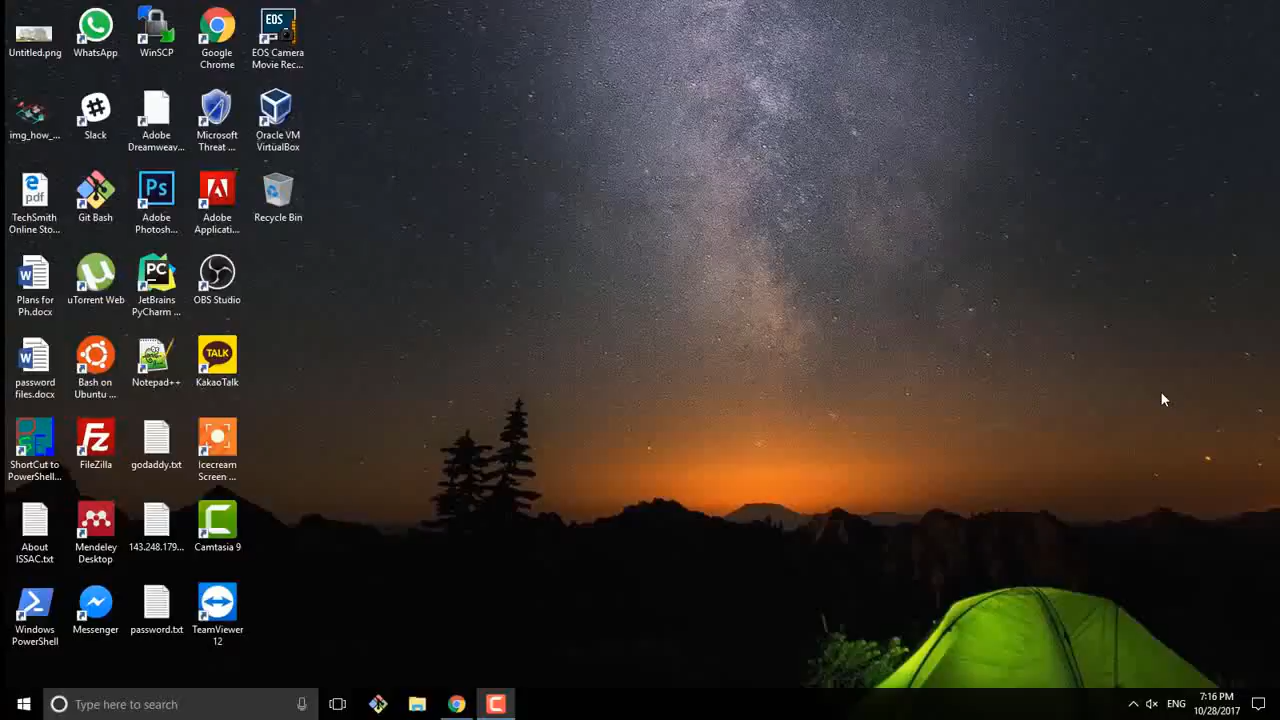 Untitled.png
WhatsApp
WinSCP
Google
Chrome
EOS
EOS Camera
Movie Rec...
img_how_...
Slack
Adobe
Dreamweav...
Microsoft
Threat ...
Oracle VM
VirtualBox
pdf
TechSmith
Online Sto...
Git Bash
Ps
Adobe
Photosh...
Adobe
Applicati...
Recycle Bin
W
Plans for
Ph.docx
uTorrent Web
PC
JetBrains
PyCharm ...
OBS Studio
W
password
files.docx
Bash on
Ubuntu ...
Notepad++
TALK
KakaoTalk
ShortCut to
PowerShell...
FZ
FileZilla
godaddy.txt
Icecream
Screen ...
About
ISSAC.txt
Mendeley
Desktop
143.248.179...
C
Camtasia 9
Windows
PowerShell
Messenger
password.txt
TeamViewer
12
Type here to search
C
ENG
7:16 PM
10/28/2017